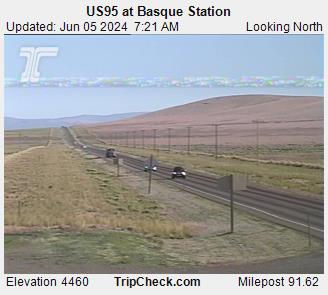 US95 at Basque Station
Updated: Jun 05 2024 7:21 AM
Looking North
Elevation 4460
TripCheck.com
Milepost 91.62